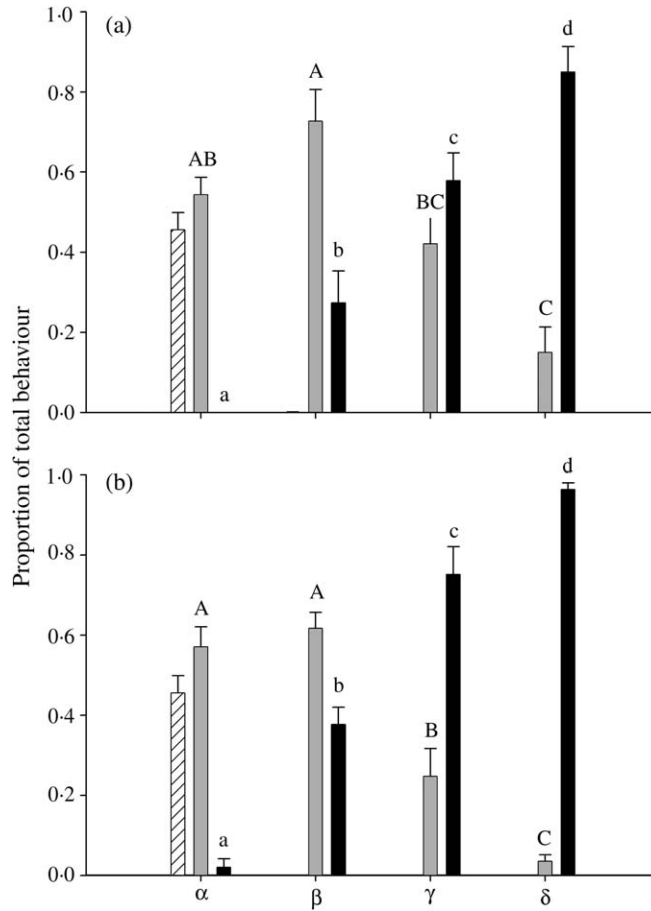 (a)
1·0
0·8
0·6
0·4
0·2
0·0
AB
a
A
b
BC
c
C
d
Proportion of total behaviour
(b)
1·0
0·8
0·6
0·4
0·2
0·0
A
a
A
b
B
c
C
d
α β γ δ